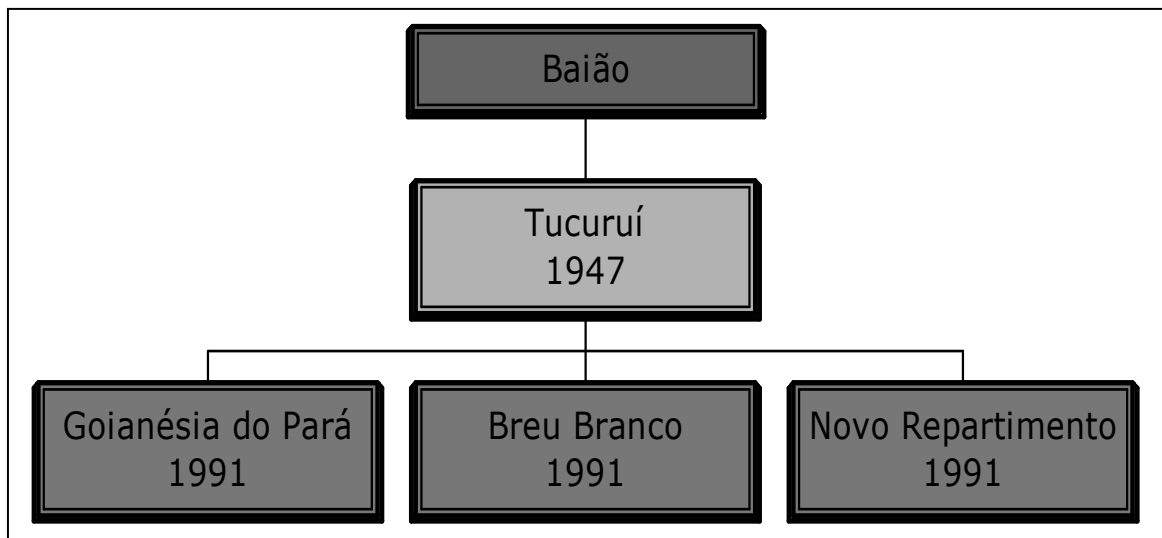 Baião
Tucuruí
1947
Goianésia do Pará
1991
Breu Branco
1991
Novo Repartimento
1991